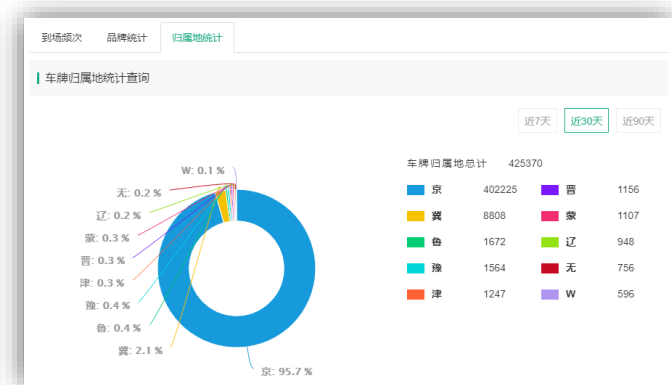 到场频次 品牌统计 归属地统计
车牌归属地统计查询
近7天 近30天 近90天
车牌归属地总计 425370
京 402225 晋 1156
冀 8808 蒙 1107
鲁 1672 辽 948
豫 1564 无 756
津 1247 W 596
W: 0.1 %
无: 0.2 %
辽: 0.2 %
蒙: 0.3 %
晋: 0.3 %
津: 0.3 %
豫: 0.4 %
鲁: 0.4 %
冀: 2.1 %
京: 95.7 %